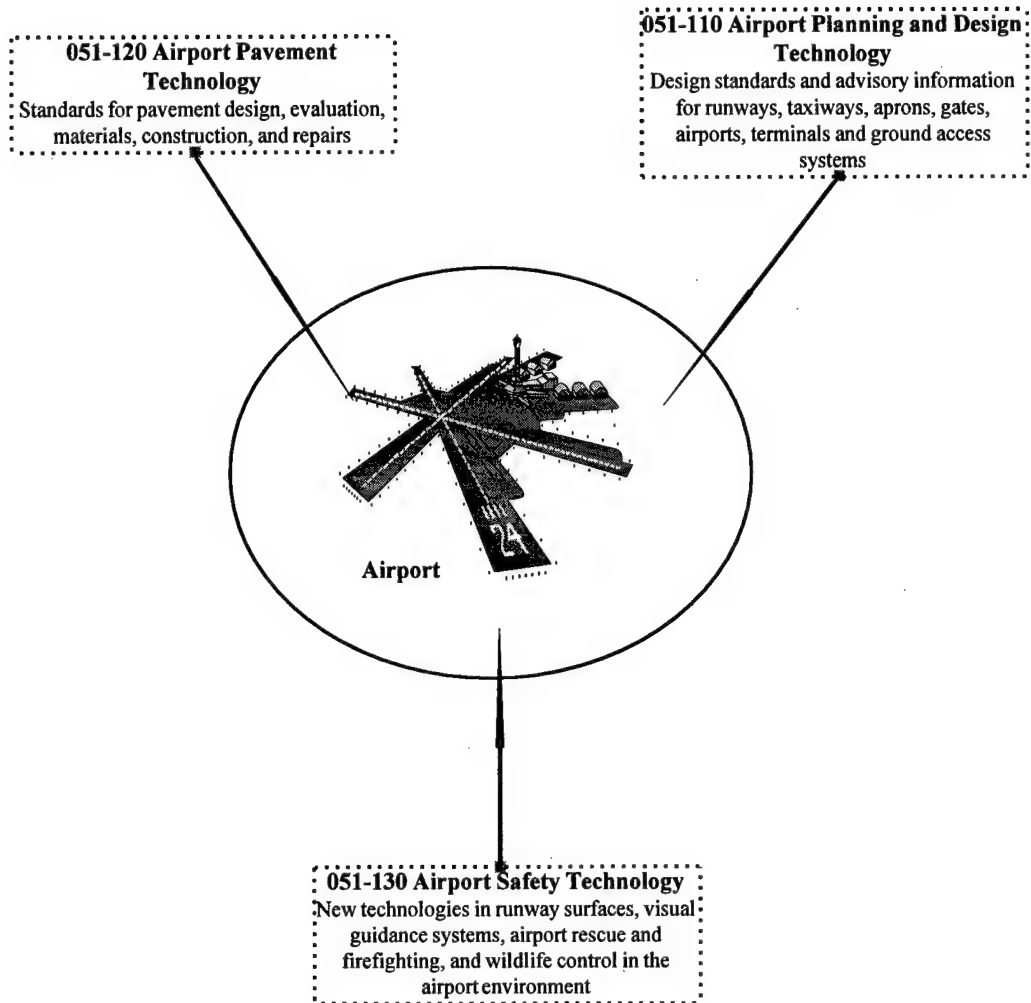 051-120 Airport Pavement
Technology
Standards for pavement design, evaluation,
materials, construction, and repairs
051-110 Airport Planning and Design
Technology
Design standards and advisory information
for runways, taxiways, aprons, gates,
airports, terminals and ground access
systems
24
Airport
051-130 Airport Safety Technology
New technologies in runway surfaces, visual
guidance systems, airport rescue and
firefighting, and wildlife control in the
airport environment